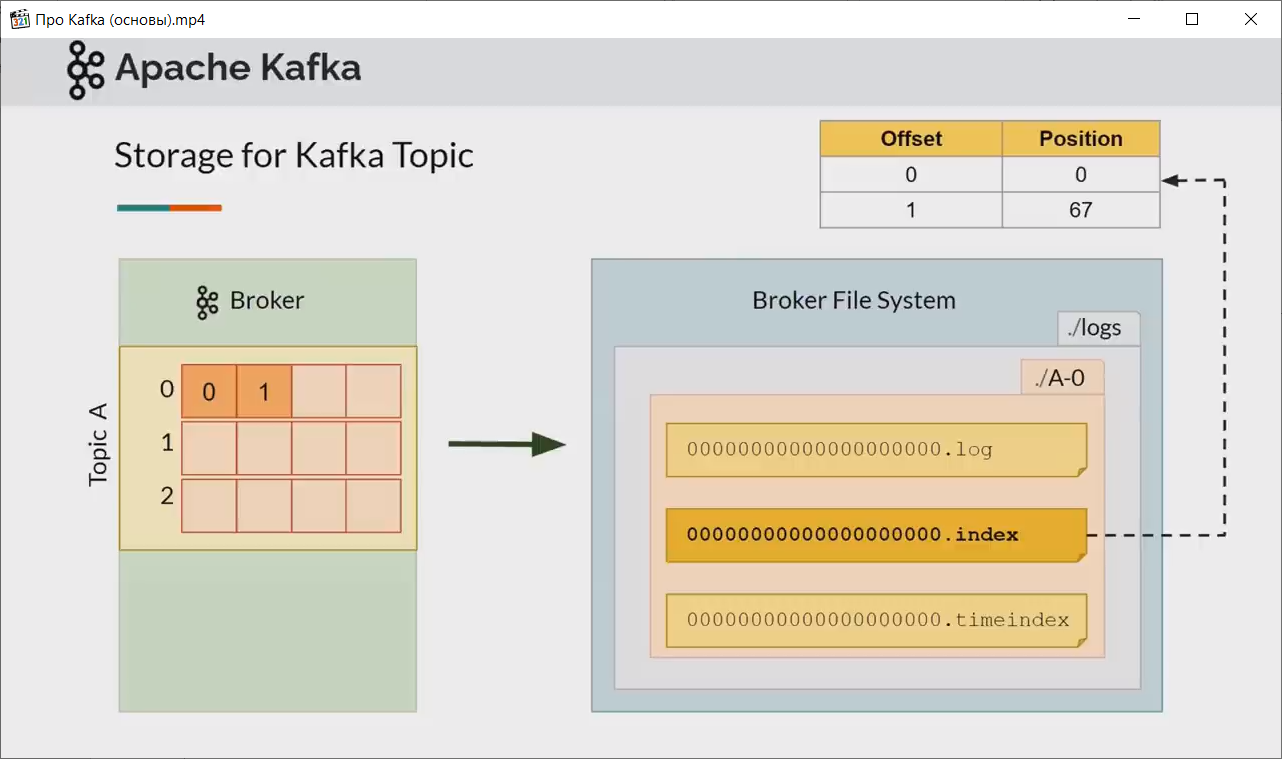 Про Kafka (основы).mp4
Apache Kafka
Storage for Kafka Topic
Offset Position
0 0
1 67
Broker
Topic A
0 0 1
1
2
Broker File System
./logs
./A-0
00000000000000000000.log
00000000000000000000.index
00000000000000000000.timeindex